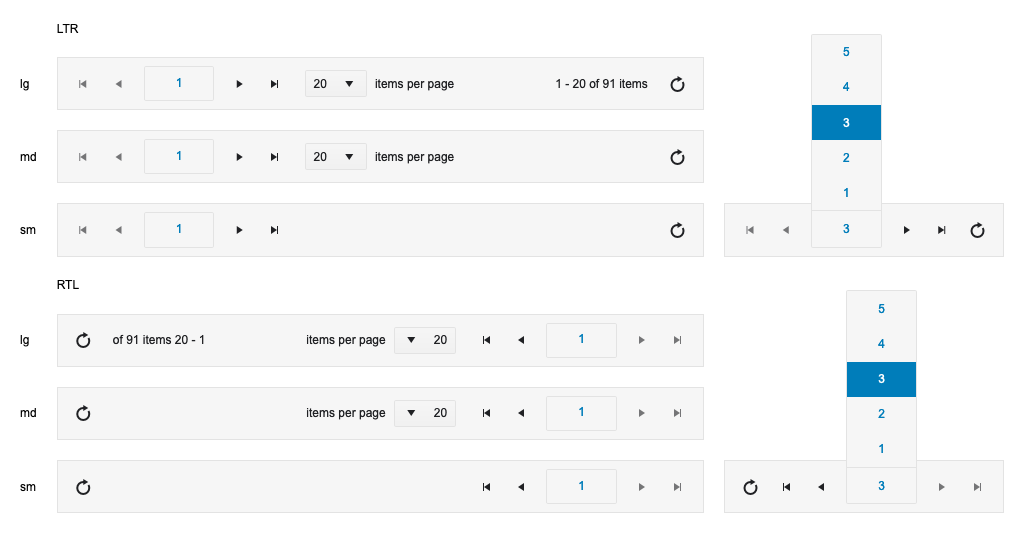 LTR
lg 1 20 items per page 1 - 20 of 91 items
md 1 20 items per page
sm 1
5
4
3
2
1
3
RTL
lg of 91 items 20 - 1 items per page 20 1
md items per page 20 1
sm 1
5
4
3
2
1
3